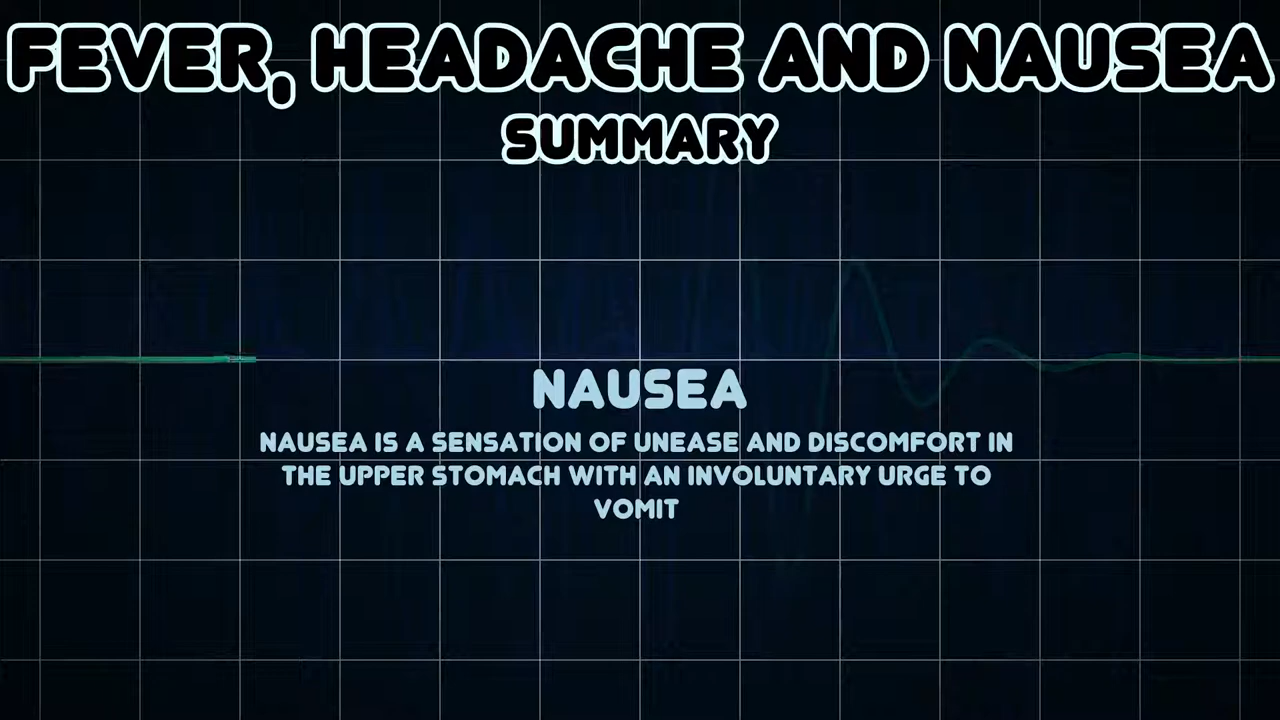 FEVER, HEADACHE AND NAUSEA
SUMMARY
NAUSEA
NAUSEA IS A SENSATION OF UNEASE AND DISCOMFORT IN
THE UPPER STOMACH WITH AN INVOLUNTARY URGE TO
VOMIT